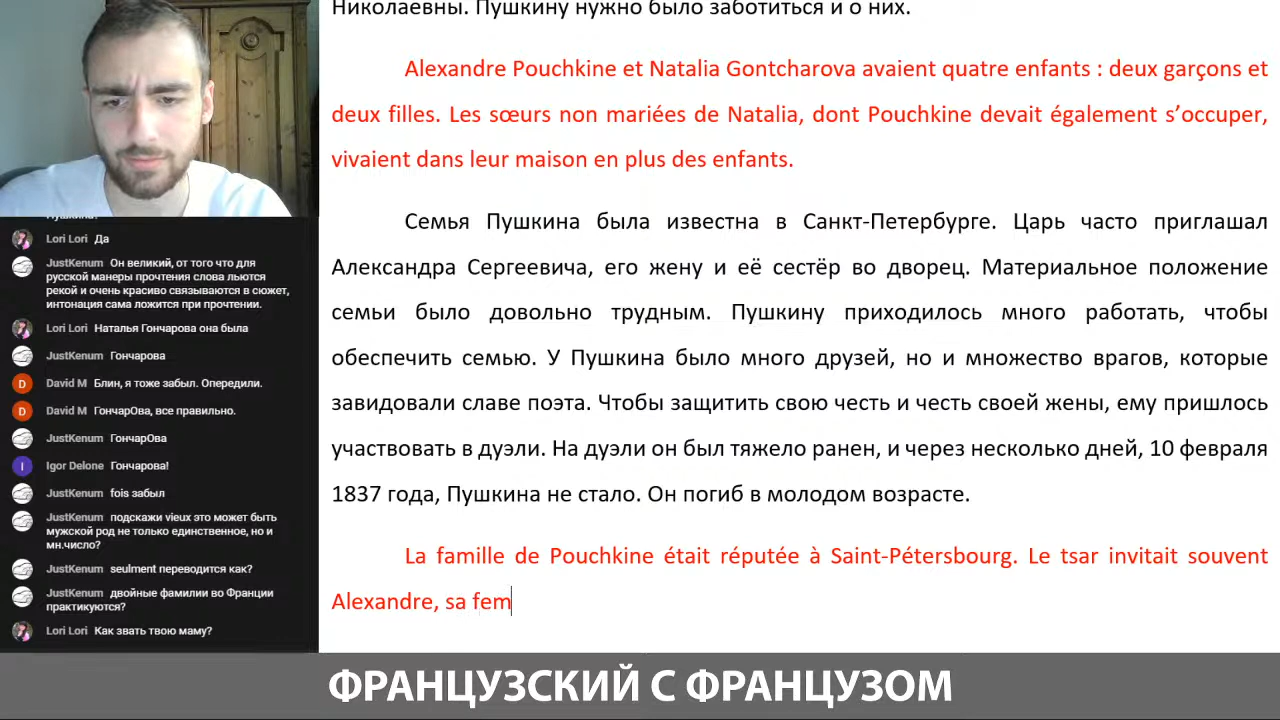 Николаевны. Пушкину нужно было заботиться и о них.
Alexandre Pouchkine et Natalia Gontcharova avaient quatre enfants : deux garçons et
deux filles. Les sœurs non mariées de Natalia, dont Pouchkine devait également s’occuper,
vivaient dans leur maison en plus des enfants.
Семья Пушкина была известна в Санкт-Петербурге. Царь часто приглашал
Александра Сергеевича, его жену и её сестёр во дворец. Материальное положение
семьи было довольно трудным. Пушкину приходилось много работать, чтобы
обеспечить семью. У Пушкина было много друзей, но и множество врагов, которые
завидовали славе поэта. Чтобы защитить свою честь и честь своей жены, ему пришлось
участвовать в дуэли. На дуэли он был тяжело ранен, и через несколько дней, 10 февраля
1837 года, Пушкина не стало. Он погиб в молодом возрасте.
La famille de Pouchkine était réputée à Saint-Pétersbourg. Le tsar invitait souvent
Alexandre, sa fem
Lori Lori Да
JustKenum Он великий, от того что для
русской манеры прочтения слова льются
рекой и очень красиво связываются в сюжет,
интонация сама ложится при прочтении.
Lori Lori Наталья Гончарова она была
JustKenum Гончарова
D David M Блин, я тоже забыл. Опередили.
D David M ГончарОва, все правильно.
JustKenum ГончарОва
I Igor Delone Гончарова!
JustKenum fois забыл
JustKenum подскажи vieux это может быть
мужской род не только единственное, но и
мн.число?
JustKenum seulment переводится как?
JustKenum двойные фамилии во Франции
практикуются?
Lori Lori Как звать твою маму?
ФРАНЦУЗСКИЙ С ФРАНЦУЗОМ